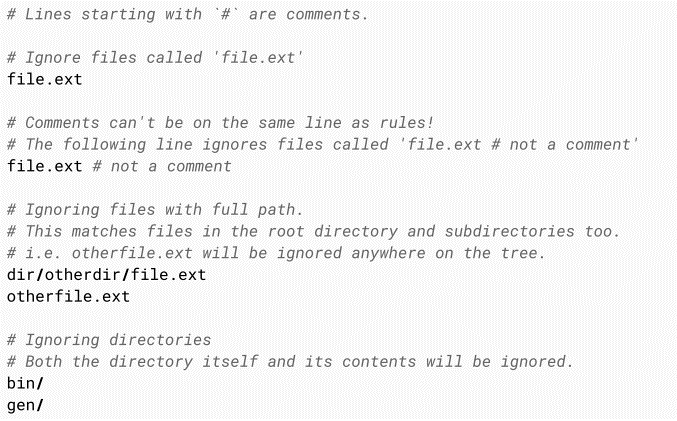 # Lines starting with `#` are comments.
# Ignore files called 'file.ext'
file.ext
# Comments can't be on the same line as rules!
# The following line ignores files called 'file.ext # not a comment'
file.ext # not a comment
# Ignoring files with full path.
# This matches files in the root directory and subdirectories too.
# i.e. otherfile.ext will be ignored anywhere on the tree.
dir/otherdir/file.ext
otherfile.ext
# Ignoring directories
# Both the directory itself and its contents will be ignored.
bin/
gen/